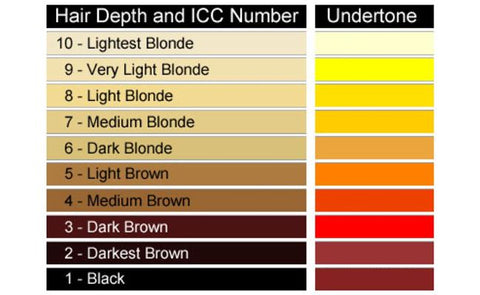 Hair Depth and ICC Number Undertone
10 - Lightest Blonde
9 - Very Light Blonde
8 - Light Blonde
7 - Medium Blonde
6 - Dark Blonde
5 - Light Brown
4 - Medium Brown
3 - Dark Brown
2 - Darkest Brown
1 - Black